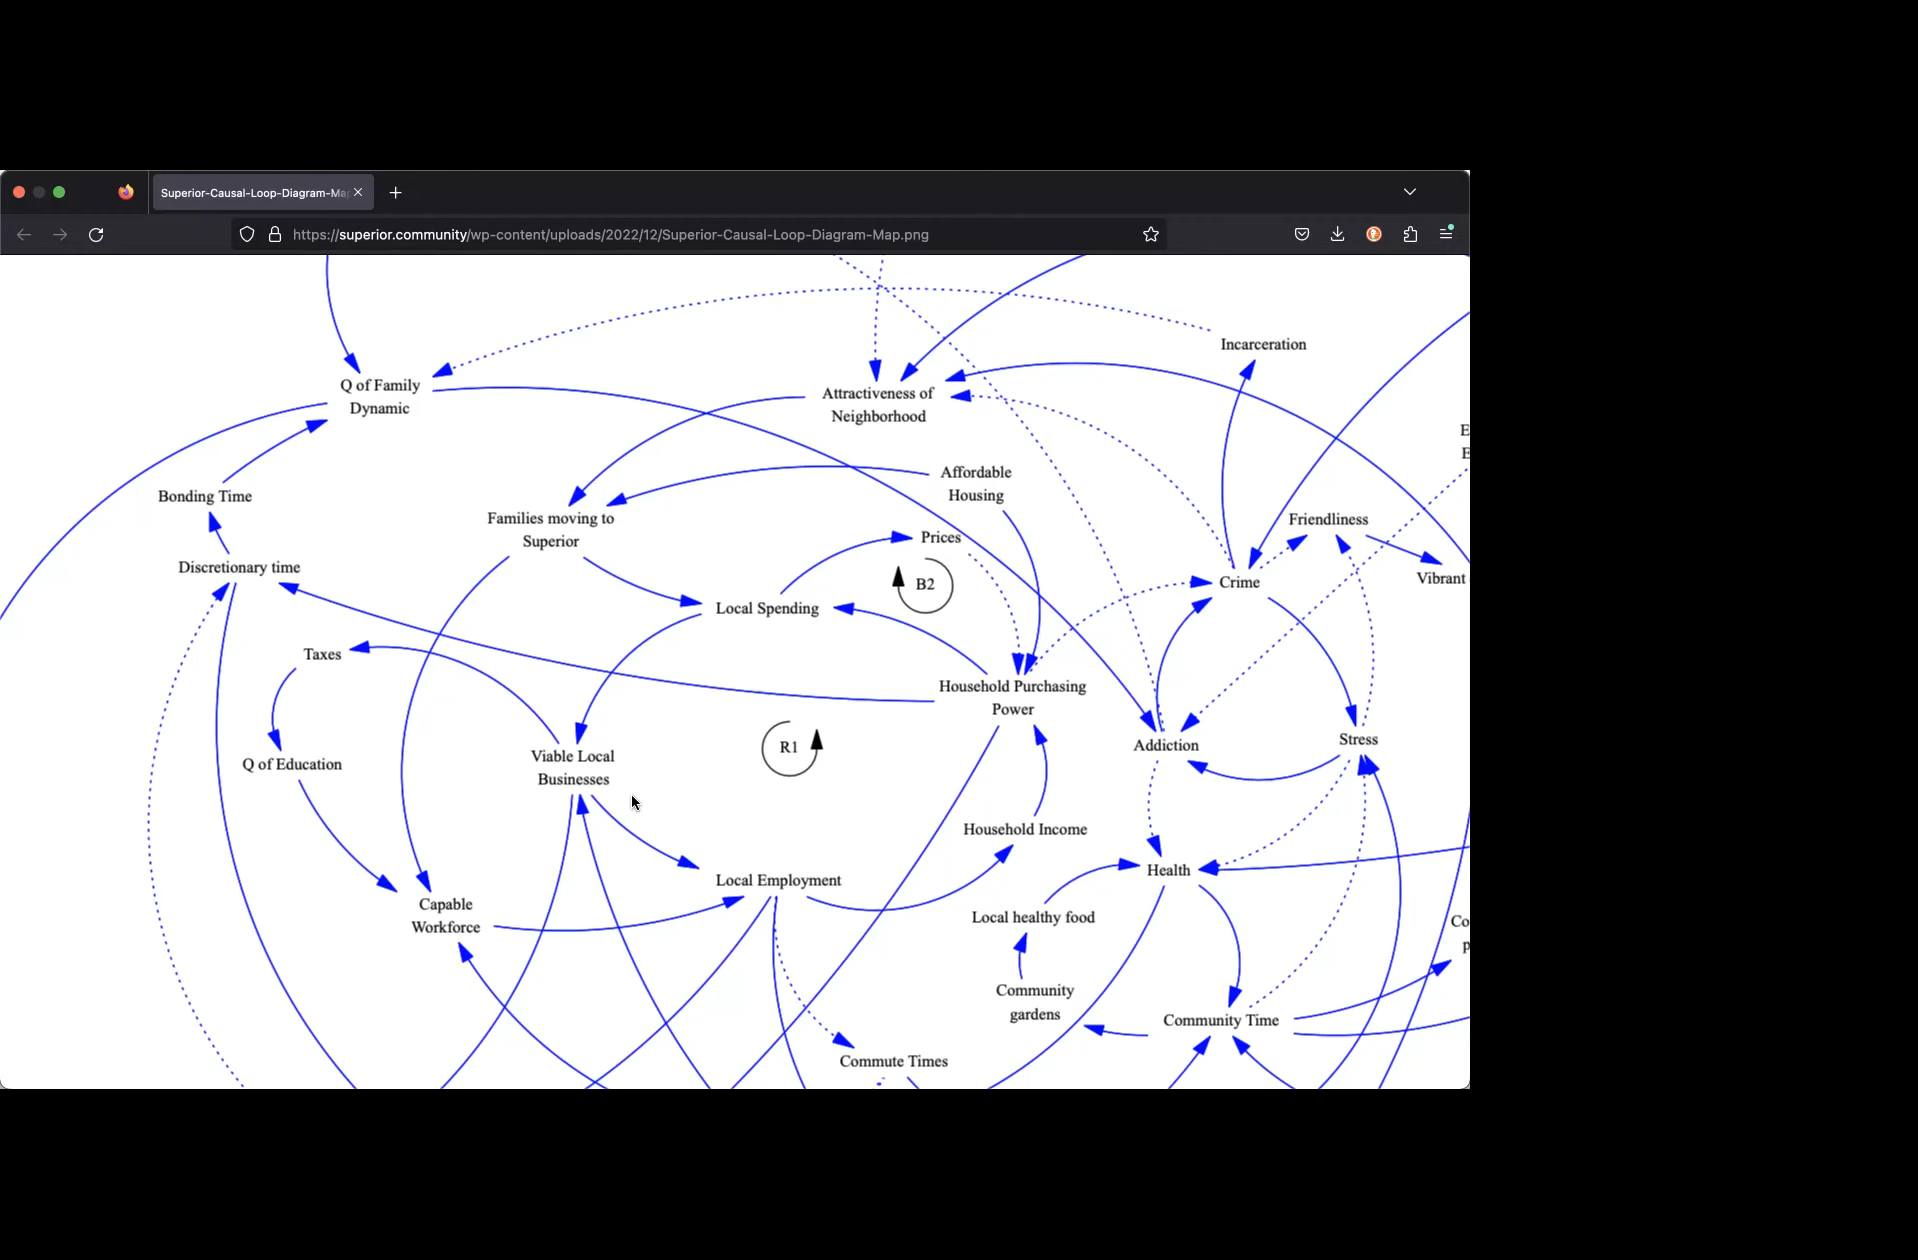 Superior-Causal-Loop-Diagram-Ma
https://superior.community/wp-content/uploads/2022/12/Superior-Causal-Loop-Diagram-Map.png
Incarceration
Q of Family
Dynamic
Attractiveness of
Neighborhood
E
E
Affordable
Housing
Bonding Time
Families moving to
Superior
Friendliness
Prices
Discretionary time
Vibrant
Crime
B2
Local Spending
Taxes
Household Purchasing
Power
Addiction
Stress
R1
Viable Local
Businesses
Q of Education
Household Income
Health
Local Employment
Capable
Workforce
Local healthy food
Co
p
Community
gardens
Community Time
Commute Times